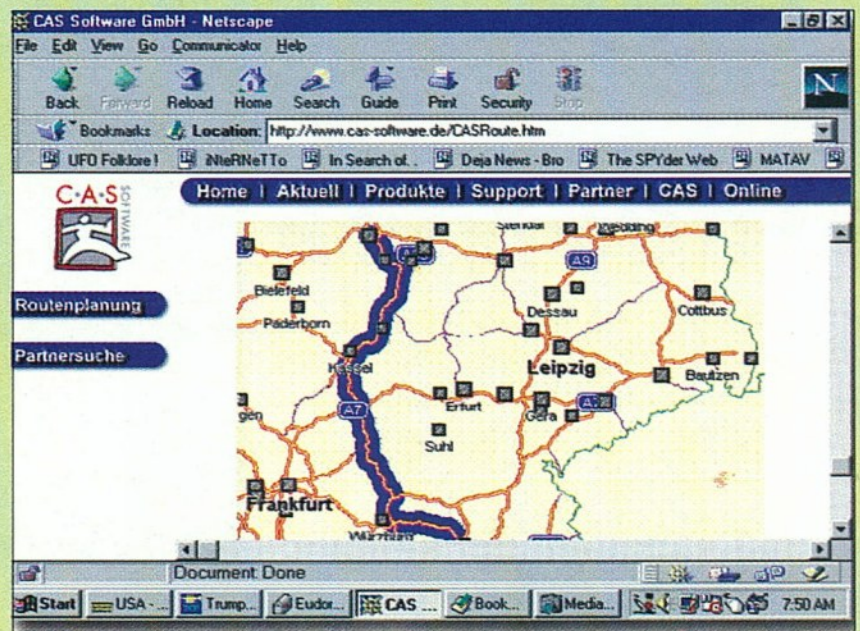 CAS Software GmbH - Netscape
File Edit View Go Communicator Help
Back Forward Reload Home Search Guide Print Security Stop
N
Bookmarks Location: http://www.cas-software.de/CASRoute.htm
UFO Folklore! iNteRNeTTo In Search of.. Deja News - Bro The SPYder Web MATAV
C·A·S
SOFTWARE
Home | Aktuell | Produkte | Support | Partner | CAS | Online
Routenplanung
Partnersuche
Stendal
A9
Bielefeld
Dessau
Cottbus
Paderborn
Kassel
Leipzig
Bautzen
A7
Erfurt
Gera
Suhl
Frankfurt
Würzburg
Document: Done
Start USA - ... Trump... Eudor... CAS ... Book... Media... 7:50 AM